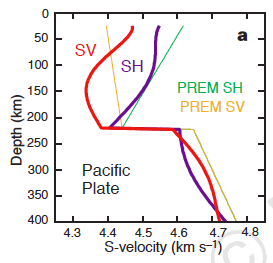 0
50
100
150
200
250
300
350
400
Depth (km)
a
SV
SH
PREM SH
PREM SV
Pacific
Plate
4.3 4.4 4.5 4.6 4.7 4.8
S-velocity (km s–1)